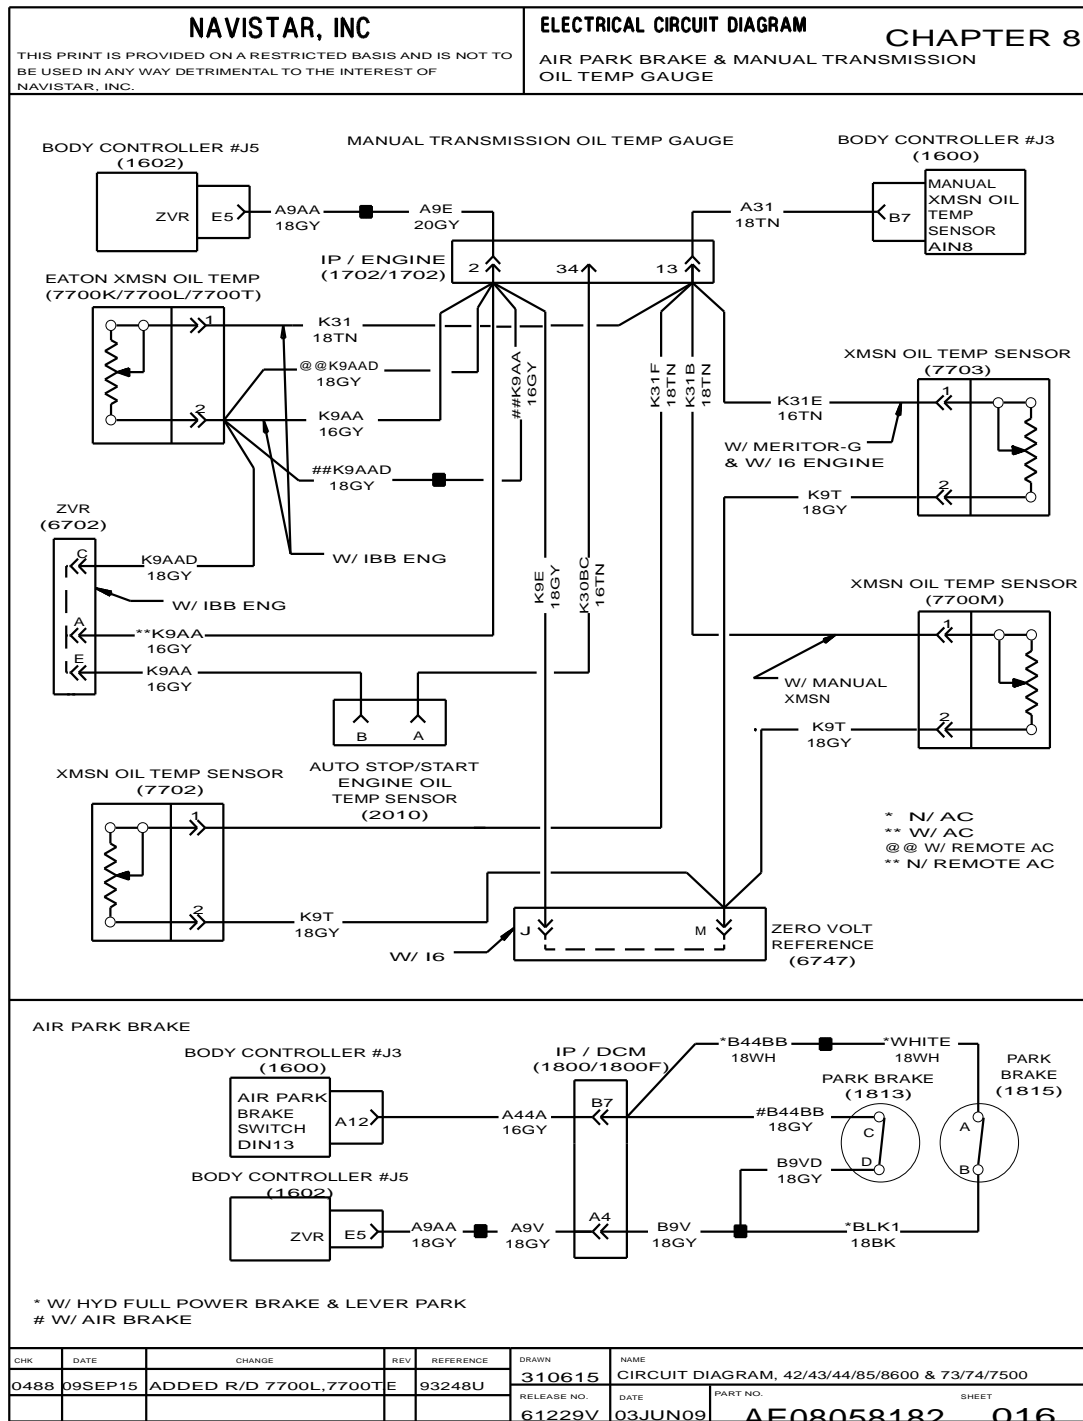 NAVISTAR, INC
THIS PRINT IS PROVIDED ON A RESTRICTED BASIS AND IS NOT TO
BE USED IN ANY WAY DETRIMENTAL TO THE INTEREST OF
NAVISTAR, INC.
ELECTRICAL CIRCUIT DIAGRAM
CHAPTER 8
AIR PARK BRAKE & MANUAL TRANSMISSION
OIL TEMP GAUGE
MANUAL TRANSMISSION OIL TEMP GAUGE
BODY CONTROLLER #J5
(1602)
ZVR
E5
A9AA
18GY
A9E
20GY
BODY CONTROLLER #J3
(1600)
A31
18TN
B7
MANUAL
XMSN OIL
TEMP
SENSOR
AIN8
IP / ENGINE
(1702/1702)
2
34
13
EATON XMSN OIL TEMP
(7700K/7700L/7700T)
1
2
K31
18TN
@@K9AAD
18GY
K9AA
16GY
##K9AAD
18GY
##K9AA
16GY
K31F
18TN
K31B
18TN
XMSN OIL TEMP SENSOR
(7703)
1
2
K31E
16TN
W/ MERITOR-G
& W/ I6 ENGINE
K9T
18GY
ZVR
(6702)
C
A
E
K9AAD
18GY
W/ IBB ENG
W/ IBB ENG
**K9AA
16GY
K9AA
16GY
K9E
18GY
K30BC
16TN
XMSN OIL TEMP SENSOR
(7700M)
1
2
W/ MANUAL
XMSN
K9T
18GY
B
A
AUTO STOP/START
ENGINE OIL
TEMP SENSOR
(2010)
XMSN OIL TEMP SENSOR
(7702)
1
2
K9T
18GY
W/ I6
J
M
ZERO VOLT
REFERENCE
(6747)
* N/ AC
** W/ AC
@@ W/ REMOTE AC
** N/ REMOTE AC
AIR PARK BRAKE
BODY CONTROLLER #J3
(1600)
AIR PARK
BRAKE
SWITCH
DIN13
A12
A44A
16GY
IP / DCM
(1800/1800F)
B7
A4
*B44BB
18WH
*WHITE
18WH
PARK BRAKE
(1813)
PARK
BRAKE
(1815)
#B44BB
18GY
C
D
A
B
B9VD
18GY
BODY CONTROLLER #J5
(1602)
ZVR
E5
A9AA
18GY
A9V
18GY
B9V
18GY
*BLK1
18BK
* W/ HYD FULL POWER BRAKE & LEVER PARK
# W/ AIR BRAKE
CHK DATE CHANGE REV REFERENCE
0488 09SEP15 ADDED R/D 7700L,7700T E 93248U
DRAWN
310615
NAME
CIRCUIT DIAGRAM, 42/43/44/85/8600 & 73/74/7500
RELEASE NO.
61229V
DATE
03JUN09
PART NO.
AE08058182
SHEET
016